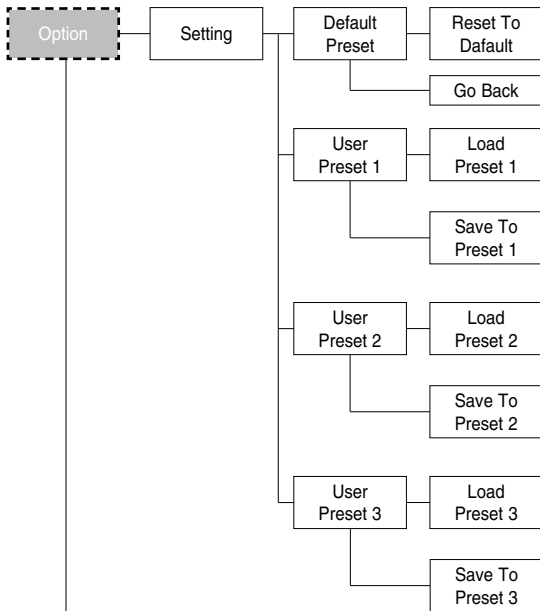 Option
Setting
Default
Preset
Reset To
Dafault
Go Back
User
Preset 1
Load
Preset 1
Save To
Preset 1
User
Preset 2
Load
Preset 2
Save To
Preset 2
User
Preset 3
Load
Preset 3
Save To
Preset 3